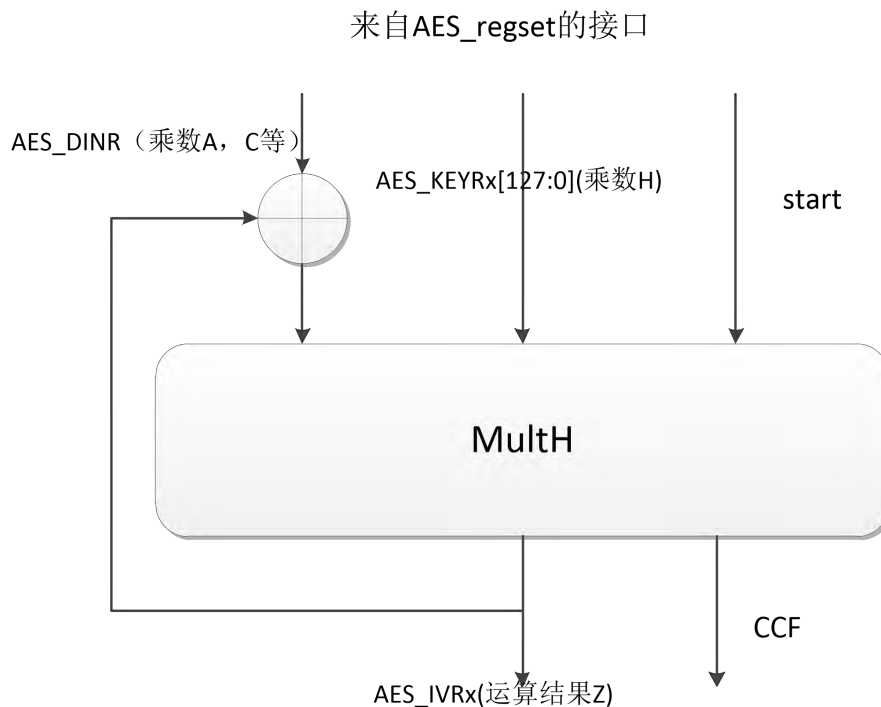 来自AES_regset的接口
AES_DINR（乘数A，C等）
AES_KEYRx[127:0](乘数H)
start
MultH
CCF
AES_IVRx(运算结果Z)